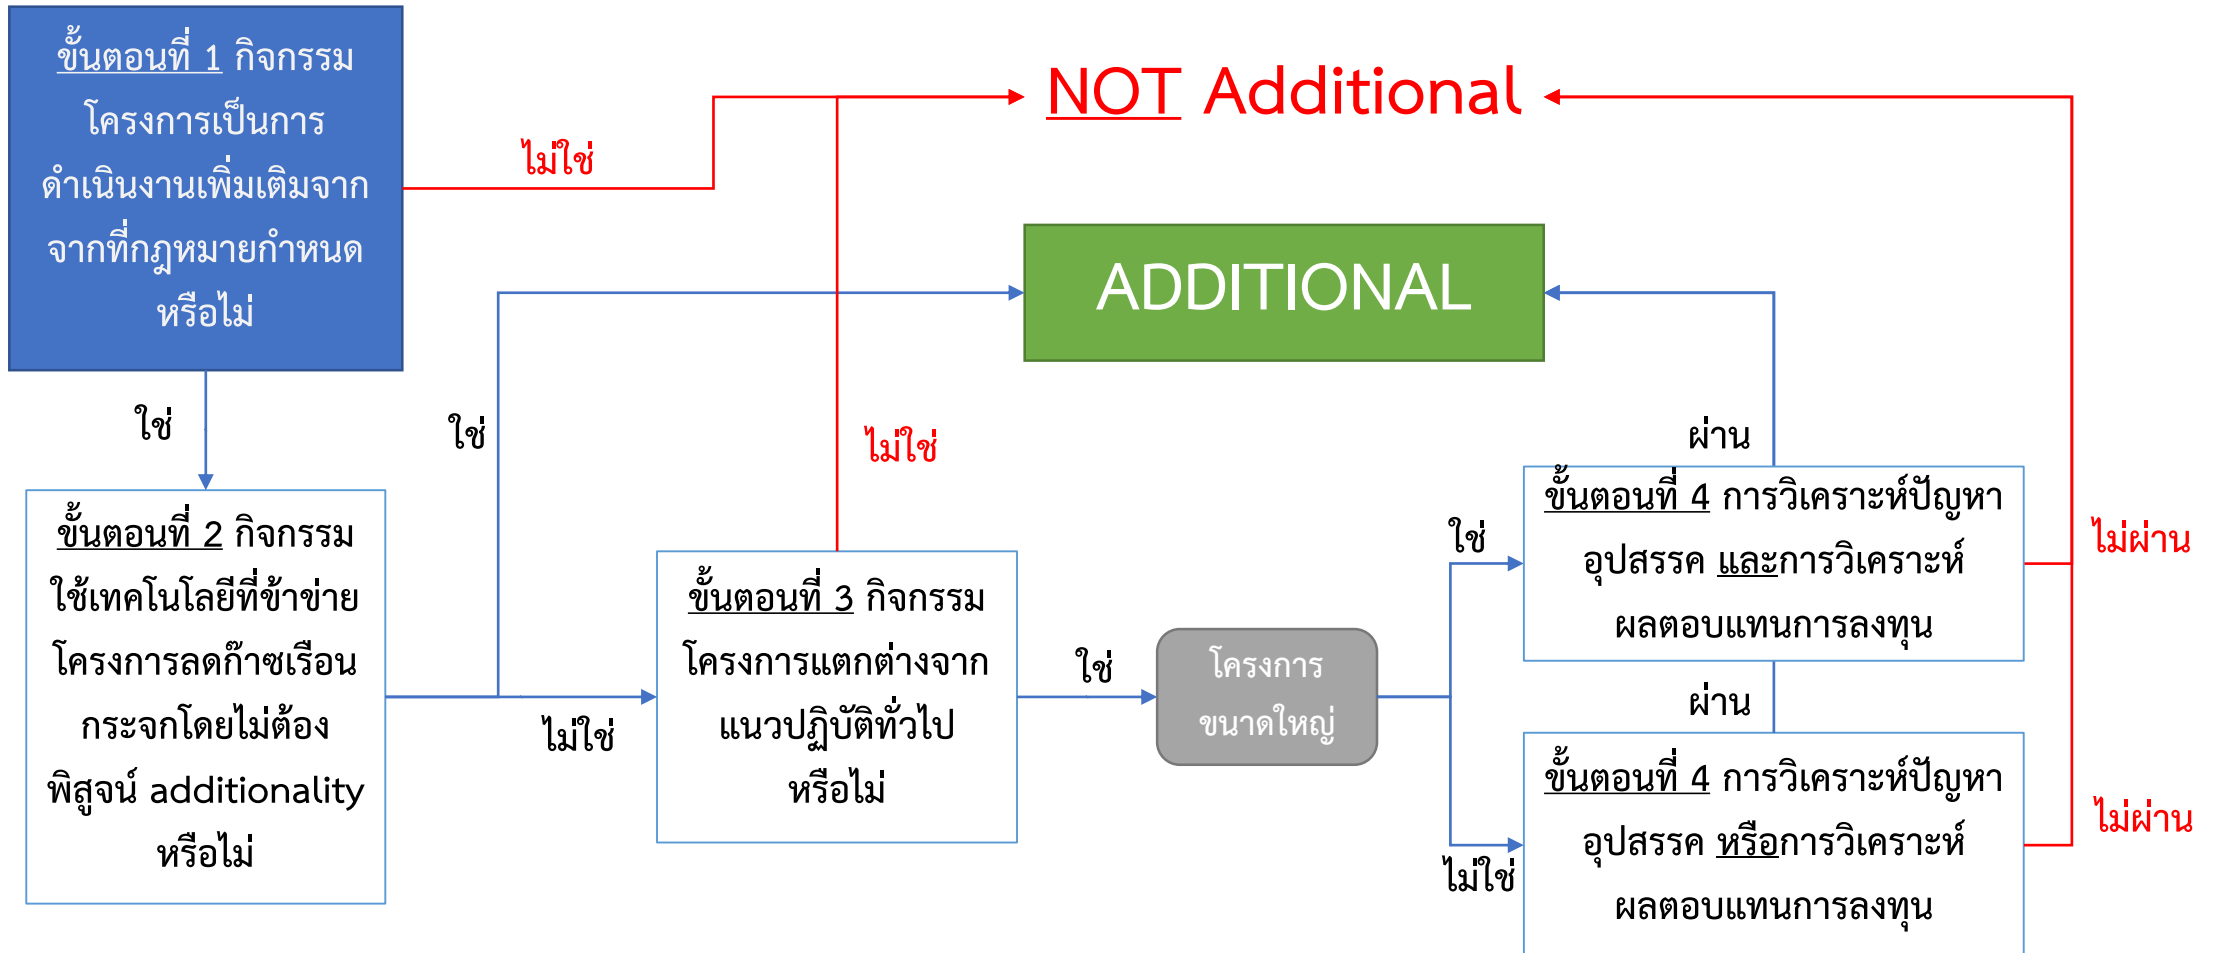 ขั้นตอนที่ 1 กิจกรรม
โครงการเป็นการ
ดำเนินงานเพิ่มเติมจาก
จากที่กฎหมายกำหนด
หรือไม่
ไม่ใช่
NOT Additional
ADDITIONAL
ใช่
ใช่
ไม่ใช่
ขั้นตอนที่ 2 กิจกรรม
ใช้เทคโนโลยีที่ข้าข่าย
โครงการลดก๊าซเรือน
กระจกโดยไม่ต้อง
พิสูจน์ additionality
หรือไม่
ไม่ใช่
ขั้นตอนที่ 3 กิจกรรม
โครงการแตกต่างจาก
แนวปฏิบัติทั่วไป
หรือไม่
ใช่
โครงการ
ขนาดใหญ่
ใช่
ไม่ใช่
ผ่าน
ขั้นตอนที่ 4 การวิเคราะห์ปัญหา
อุปสรรค และการวิเคราะห์
ผลตอบแทนการลงทุน
ไม่ผ่าน
ผ่าน
ขั้นตอนที่ 4 การวิเคราะห์ปัญหา
อุปสรรค หรือการวิเคราะห์
ผลตอบแทนการลงทุน
ไม่ผ่าน